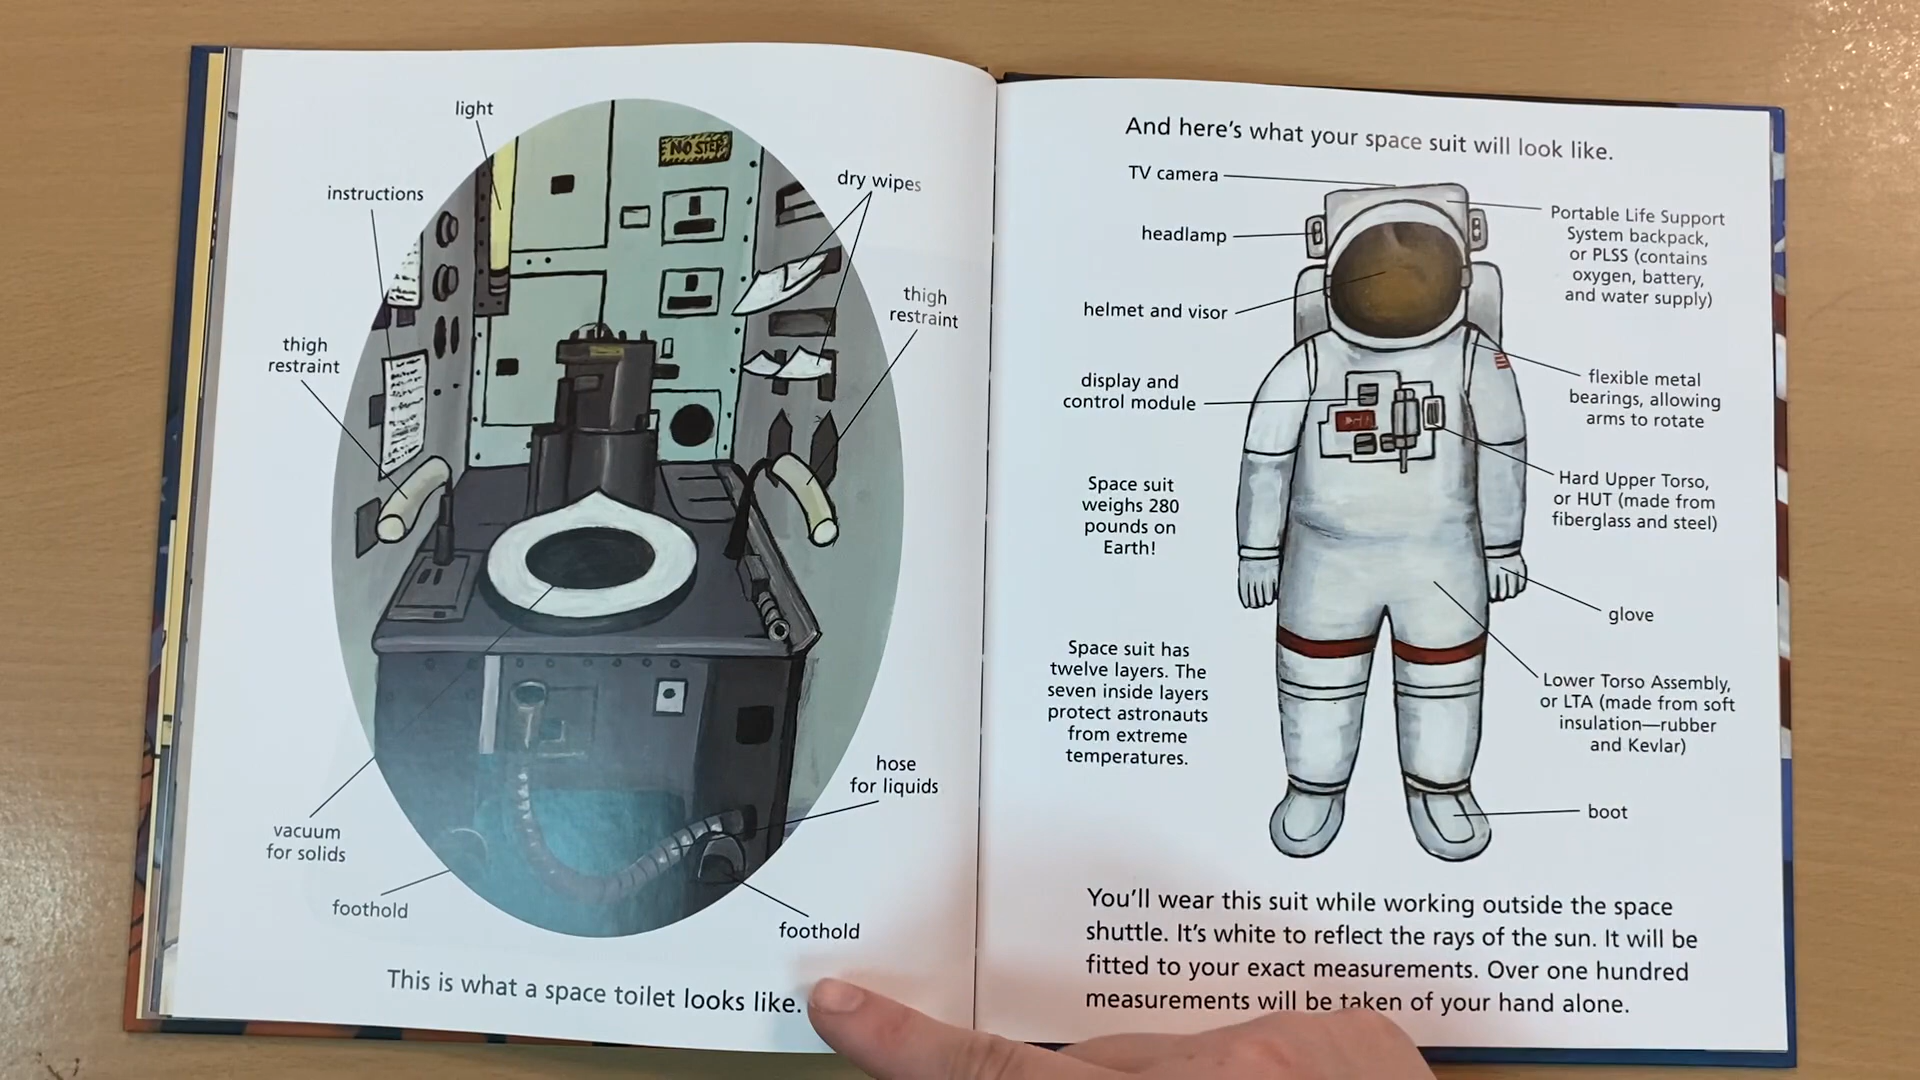 light
instructions
NO STEP
dry wipes
thigh
restraint
thigh
restraint
vacuum
for solids
hose
for liquids
foothold
foothold
This is what a space toilet looks like.
And here's what your space suit will look like.
TV camera
headlamp
helmet and visor
display and
control module
Space suit
weighs 280
pounds on
Earth!
Space suit has
twelve layers. The
seven inside layers
protect astronauts
from extreme
temperatures.
Portable Life Support
System backpack,
or PLSS (contains
oxygen, battery,
and water supply)
flexible metal
bearings, allowing
arms to rotate
Hard Upper Torso,
or HUT (made from
fiberglass and steel)
glove
Lower Torso Assembly,
or LTA (made from soft
insulation—rubber
and Kevlar)
boot
You'll wear this suit while working outside the space
shuttle. It's white to reflect the rays of the sun. It will be
fitted to your exact measurements. Over one hundred
measurements will be taken of your hand alone.